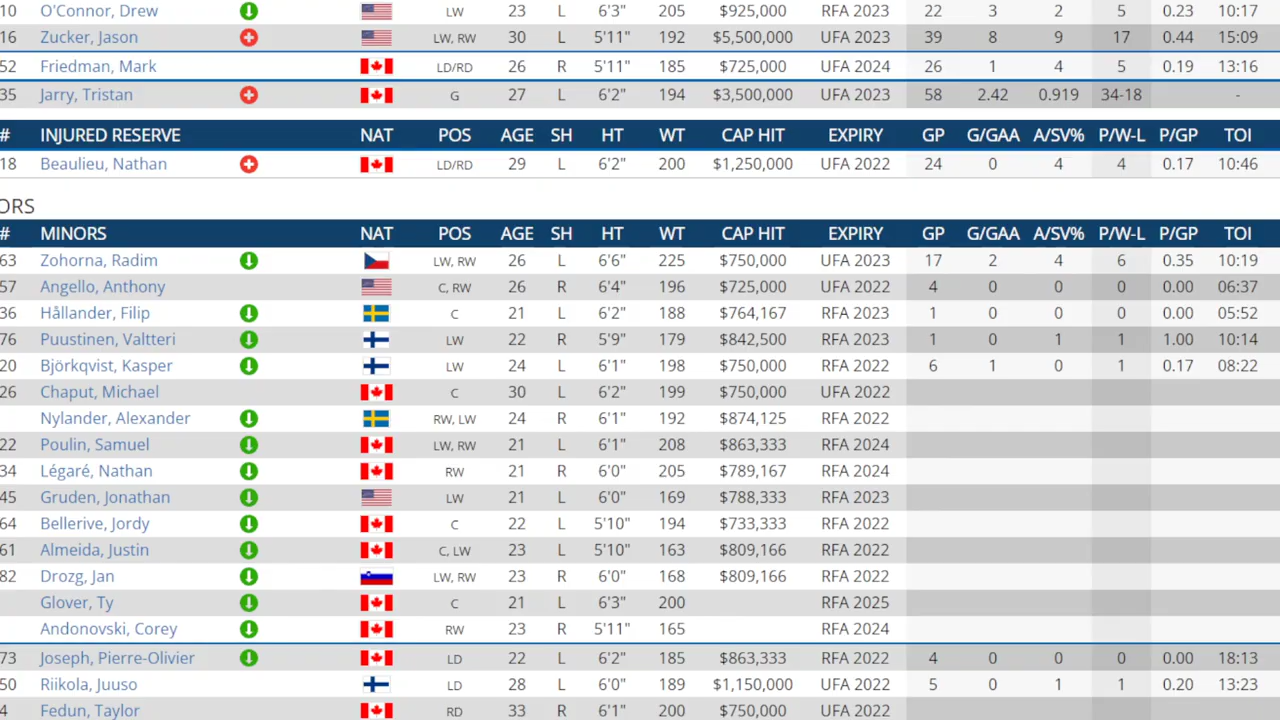 10 O'Connor, Drew LW 23 L 6'3" 205 $925,000 RFA 2023 22 3 2 5 0.23 10:17
16 Zucker, Jason LW, RW 30 L 5'11" 192 $5,500,000 UFA 2023 39 8 9 17 0.44 15:09
52 Friedman, Mark LD/RD 26 R 5'11" 185 $725,000 UFA 2024 26 1 4 5 0.19 13:16
35 Jarry, Tristan G 27 L 6'2" 194 $3,500,000 UFA 2023 58 2.42 0.919 34-18 -
# INJURED RESERVE NAT POS AGE SH HT WT CAP HIT EXPIRY GP G/GAA A/SV% P/W-L P/GP TOI
18 Beaulieu, Nathan LD/RD 29 L 6'2" 200 $1,250,000 UFA 2022 24 0 4 4 0.17 10:46
ORS
# MINORS NAT POS AGE SH HT WT CAP HIT EXPIRY GP G/GAA A/SV% P/W-L P/GP TOI
63 Zohorna, Radim LW, RW 26 L 6'6" 225 $750,000 UFA 2023 17 2 4 6 0.35 10:19
57 Angello, Anthony C, RW 26 R 6'4" 196 $725,000 UFA 2022 4 0 0 0 0.00 06:37
36 Hållander, Filip C 21 L 6'2" 188 $764,167 RFA 2023 1 0 0 0 0.00 05:52
76 Puustinen, Valtteri LW 22 R 5'9" 179 $842,500 RFA 2023 1 0 1 1 1.00 10:14
20 Björkqvist, Kasper LW 24 L 6'1" 198 $750,000 RFA 2022 6 1 0 1 0.17 08:22
26 Chaput, Michael C 30 L 6'2" 199 $750,000 UFA 2022
Nylander, Alexander RW, LW 24 R 6'1" 192 $874,125 RFA 2022
22 Poulin, Samuel LW, RW 21 L 6'1" 208 $863,333 RFA 2024
34 Légaré, Nathan RW 21 R 6'0" 205 $789,167 RFA 2024
45 Gruden, Jonathan LW 21 L 6'0" 169 $788,333 RFA 2023
64 Bellerive, Jordy C 22 L 5'10" 194 $733,333 RFA 2022
61 Almeida, Justin C, LW 23 L 5'10" 163 $809,166 RFA 2022
82 Drozg, Jan LW, RW 23 R 6'0" 168 $809,166 RFA 2022
Glover, Ty C 21 L 6'3" 200 RFA 2025
Andonovski, Corey RW 23 R 5'11" 165 RFA 2024
73 Joseph, Pierre-Olivier LD 22 L 6'2" 185 $863,333 RFA 2022 4 0 0 0 0.00 18:13
50 Riikola, Juuso LD 28 L 6'0" 189 $1,150,000 UFA 2022 5 0 1 1 0.20 13:23
4 Fedun, Taylor RD 33 R 6'1" 200 $750,000 UFA 2022